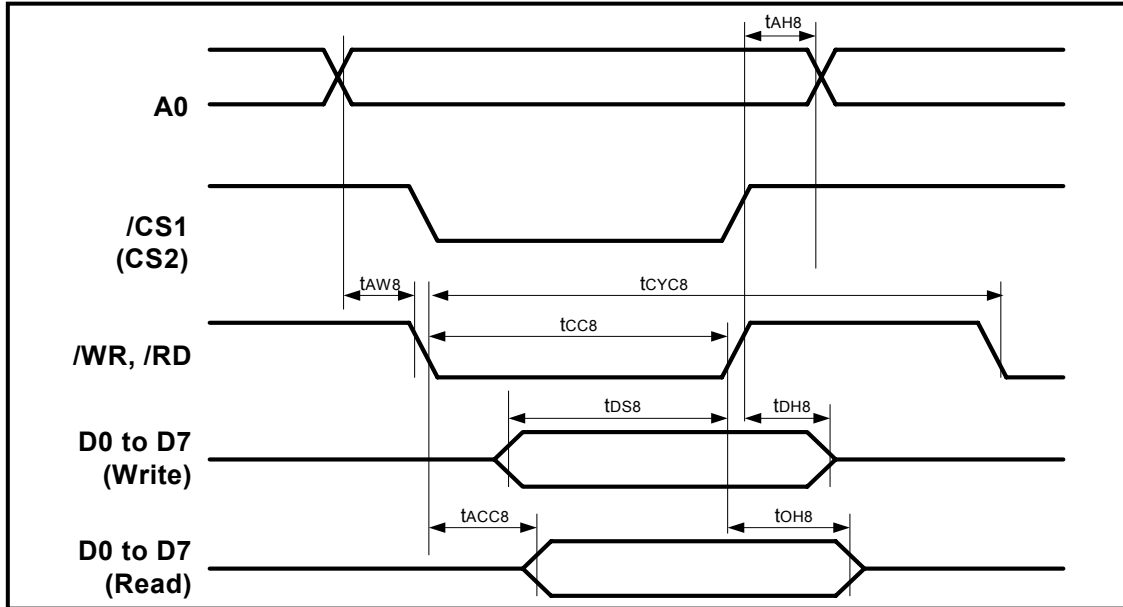 tAH8
A0
/CS1
(CS2)
tAW8
tCYC8
tCC8
/WR, /RD
tDS8
tDH8
D0 to D7
(Write)
tACC8
tOH8
D0 to D7
(Read)